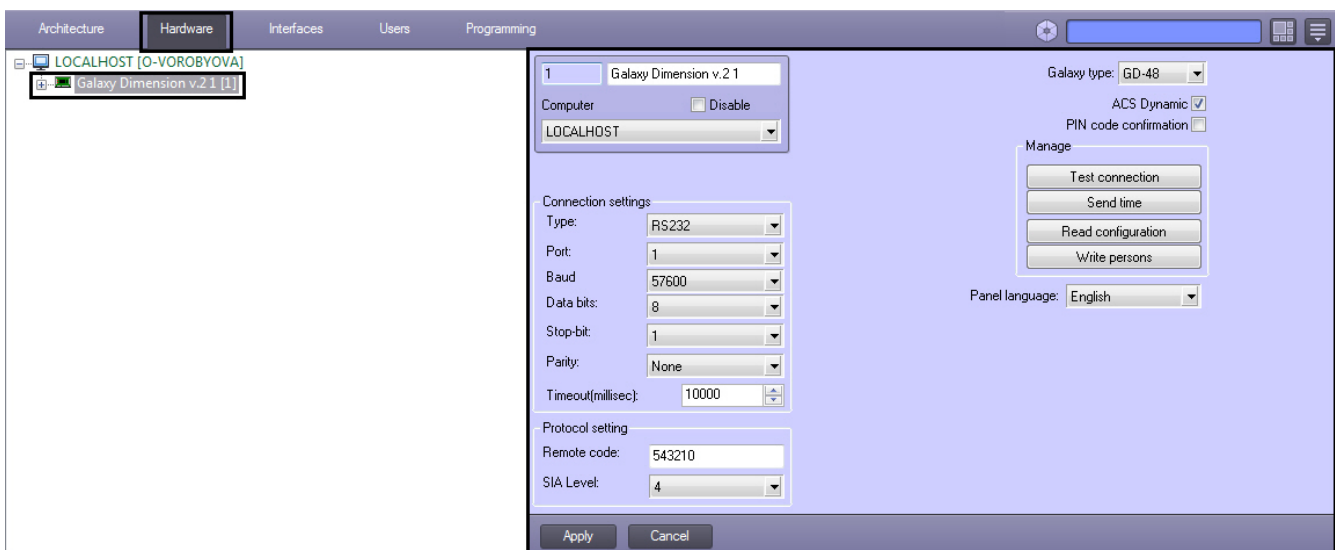 Architecture Hardware Interfaces Users Programming
LOCALHOST [O-VOROBYOVA]
Galaxy Dimension v.2 1 [1]
1 Galaxy Dimension v.2 1
Computer Disable
LOCALHOST
Connection settings
Type: RS232
Port: 1
Baud 57600
Data bits: 8
Stop-bit: 1
Parity: None
Timeout(millisec): 10000
Protocol setting
Remote code: 543210
SIA Level: 4
Galaxy type: GD-48
ACS Dynamic
PIN code confirmation
Manage
Test connection
Send time
Read configuration
Write persons
Panel language: English
Apply Cancel